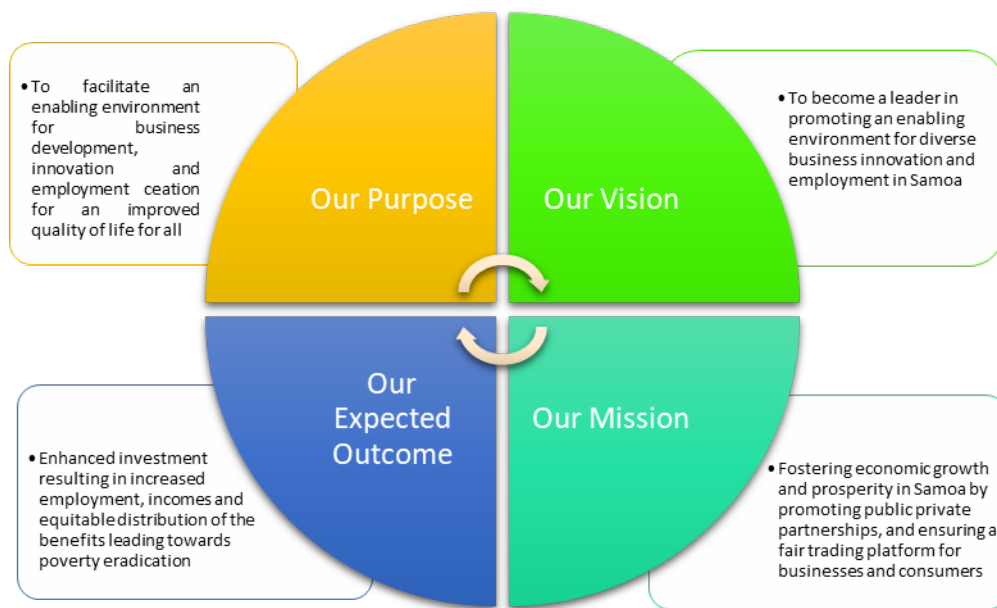 • To facilitate an
enabling environment
for business
development,
innovation and
employment ceation
for an improved
quality of life for all
Our Purpose
Our Vision
• To become a leader in
promoting an enabling
environment for diverse
business innovation and
employment in Samoa
Our
Expected
Outcome
• Enhanced investment
resulting in increased
employment, incomes and
equitable distribution of the
benefits leading towards
poverty eradication
Our Mission
• Fostering economic growth
and prosperity in Samoa by
promoting public private
partnerships, and ensuring a
fair trading platform for
businesses and consumers